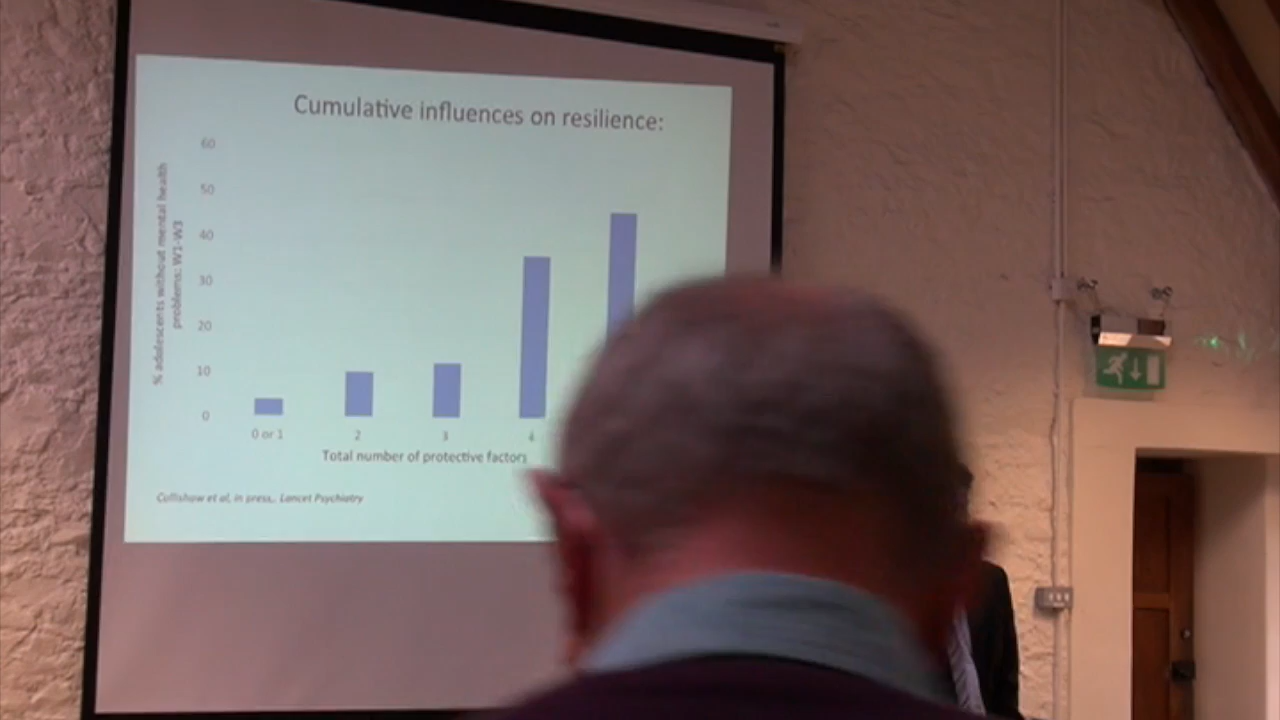 Cumulative influences on resilience:
60
50
40
30
20
10
0
% adolescents without mental health
problems: W1-W3
0 or 1
2
3
4
Total number of protective factors
Collishaw et al, in press,. Lancet Psychiatry